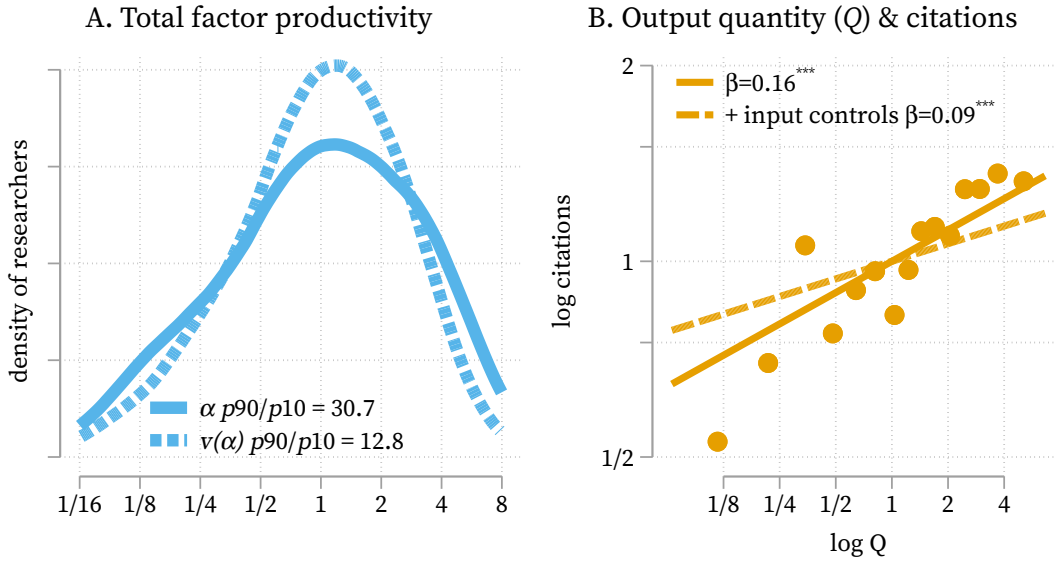 A. Total factor productivity
density of researchers
α p90/p10 = 30.7
v(α) p90/p10 = 12.8
1/16 1/8 1/4 1/2 1 2 4 8
B. Output quantity (Q) & citations
log citations
2
1
1/2
β=0.16***
+ input controls β=0.09***
1/8 1/4 1/2 1 2 4
log Q